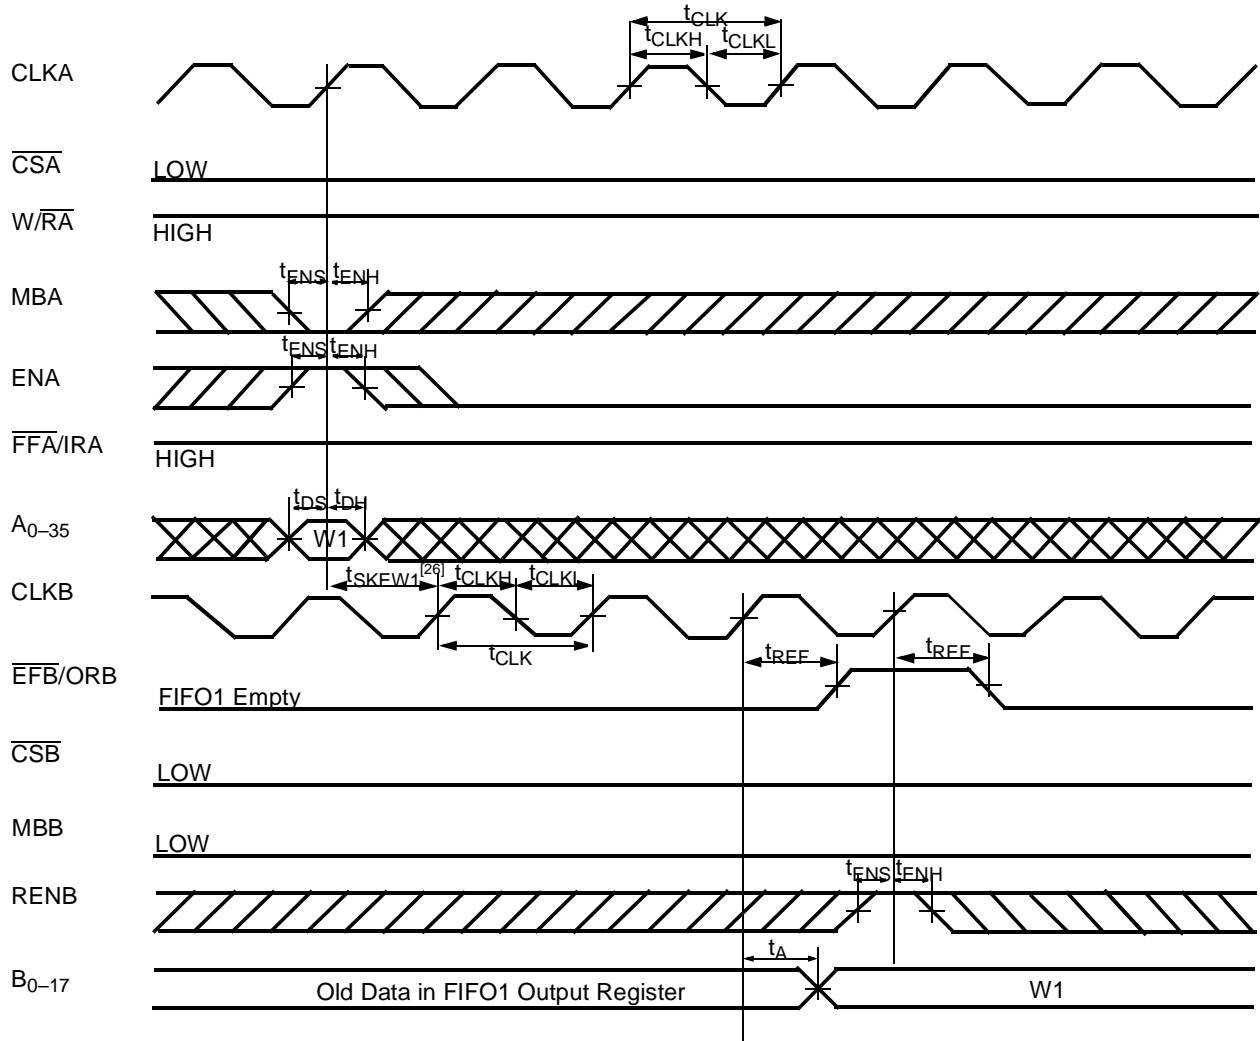 tCLK
tCLKH tCLKL
CLKA
CSA
LOW
W/RA
HIGH
tENS tENH
MBA
tENS tENH
ENA
FFA/IRA
HIGH
tDS tDH
A0–35
W1
tSKEW1[26] tCLKH tCLKL
CLKB
tCLK
tREF tREF
EFB/ORB
FIFO1 Empty
CSB
LOW
MBB
LOW
tENS tENH
RENB
tA
B0–17
Old Data in FIFO1 Output Register W1